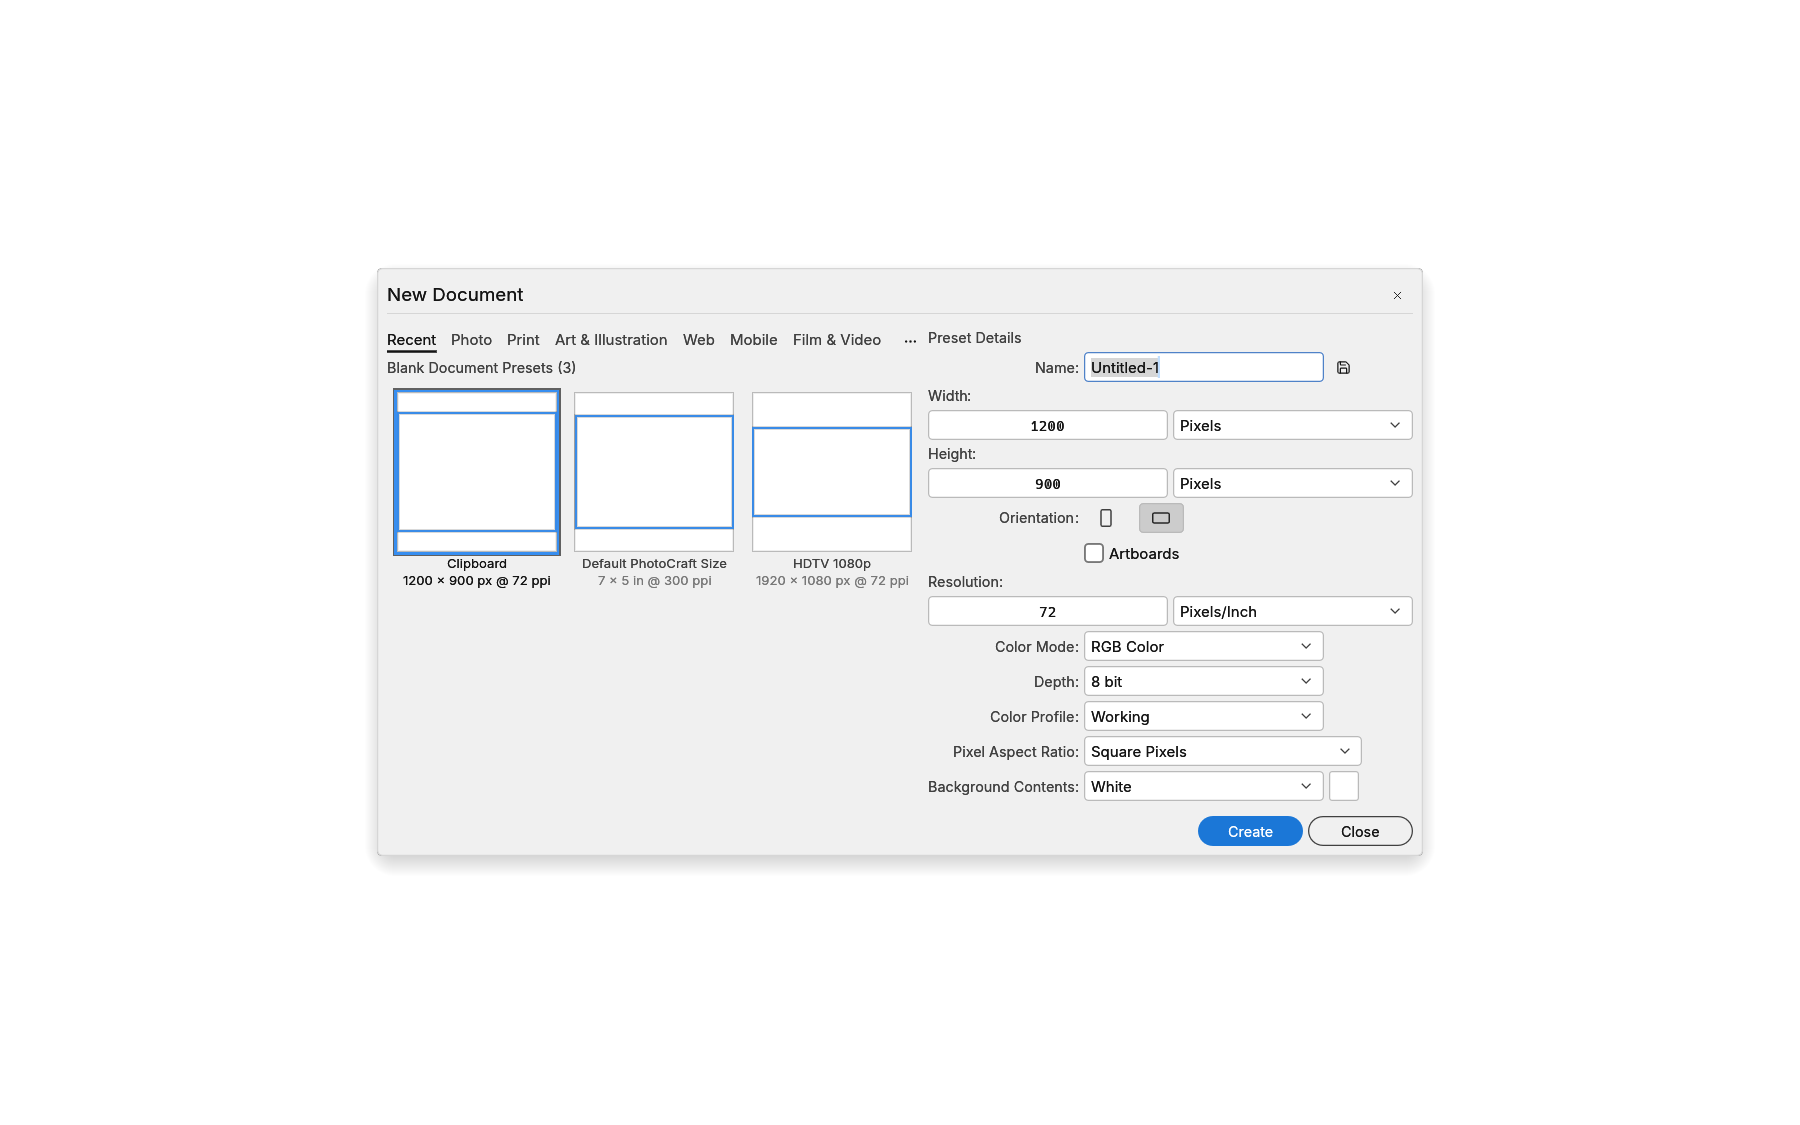 New Document
Recent Photo Print Art & Illustration Web Mobile Film & Video ...
Blank Document Presets (3)
Clipboard
1200 × 900 px @ 72 ppi
Default PhotoCraft Size
7 × 5 in @ 300 ppi
HDTV 1080p
1920 × 1080 px @ 72 ppi
Preset Details
Name: Untitled-1
Width:
1200 Pixels
Height:
900 Pixels
Orientation:
Artboards
Resolution:
72 Pixels/Inch
Color Mode: RGB Color
Depth: 8 bit
Color Profile: Working
Pixel Aspect Ratio: Square Pixels
Background Contents: White
Create Close